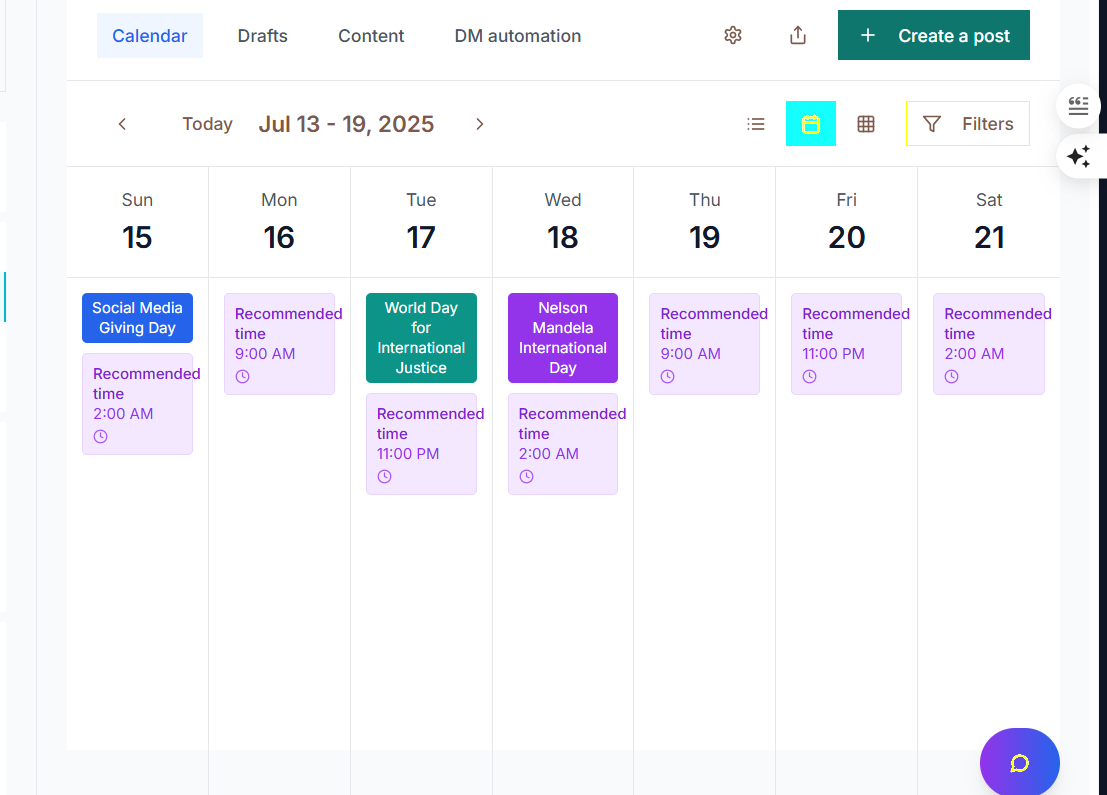 Calendar
Drafts
Content
DM automation
Create a post
Today
Jul 13 - 19, 2025
Filters
Sun
Mon
Tue
Wed
Thu
Fri
Sat
15
16
17
18
19
20
21
Social Media
Giving Day
Recommended
time
2:00 AM
Recommended
time
9:00 AM
World Day
for
International
Justice
Recommended
time
11:00 PM
Nelson
Mandela
International
Day
Recommended
time
2:00 AM
Recommended
time
9:00 AM
Recommended
time
11:00 PM
Recommended
time
2:00 AM